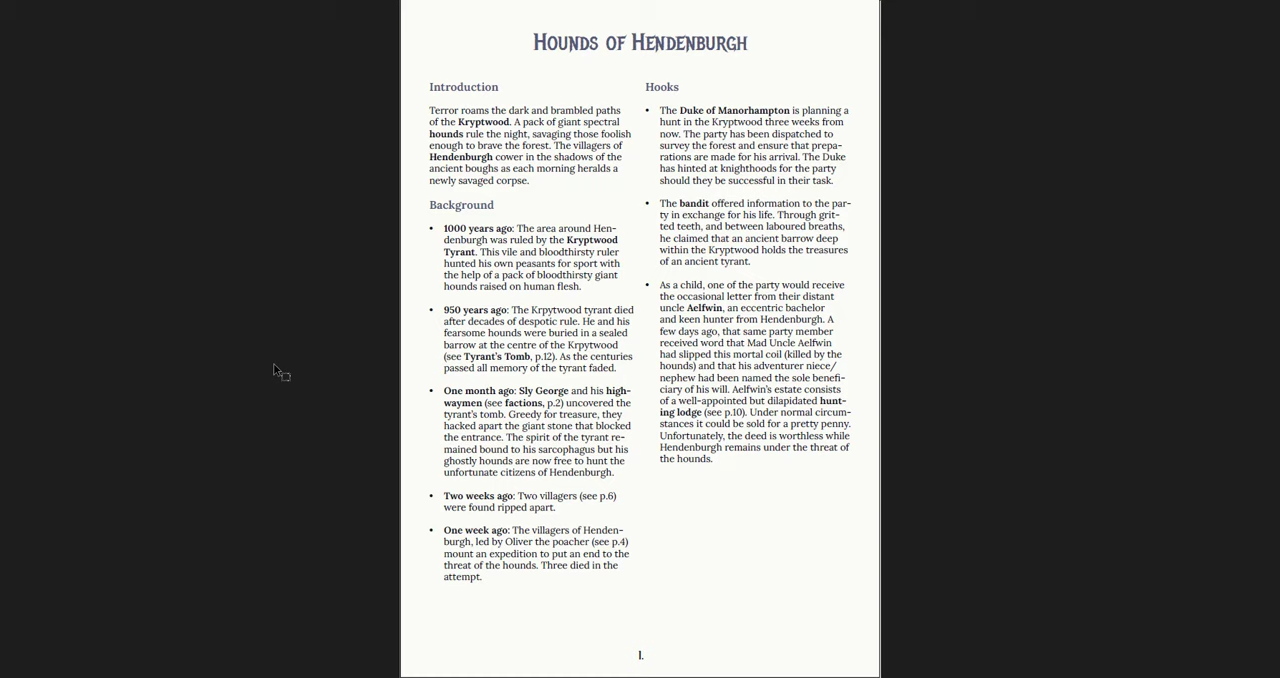 Hounds of Hendenburgh
Introduction
Terror roams the dark and brambled paths
of the Kryptwood. A pack of giant spectral
hounds rule the night, savaging those foolish
enough to brave the forest. The villagers of
Hendenburgh cower in the shadows of the
ancient boughs as each morning heralds a
newly savaged corpse.
Background
• 1000 years ago: The area around Hen-
denburgh was ruled by the Kryptwood
Tyrant. This vile and bloodthirsty ruler
hunted his own peasants for sport with
the help of a pack of bloodthirsty giant
hounds raised on human flesh.
• 950 years ago: The Krpytwood tyrant died
after decades of despotic rule. He and his
fearsome hounds were buried in a sealed
barrow at the centre of the Krpytwood
(see Tyrant's Tomb, p.12). As the centuries
passed all memory of the tyrant faded.
• One month ago: Sly George and his high-
waymen (see factions, p.2) uncovered the
tyrant's tomb. Greedy for treasure, they
hacked apart the giant stone that blocked
the entrance. The spirit of the tyrant re-
mained bound to his sarcophagus but his
ghostly hounds are now free to hunt the
unfortunate citizens of Hendenburgh.
• Two weeks ago: Two villagers (see p.6)
were found ripped apart.
• One week ago: The villagers of Henden-
burgh, led by Oliver the poacher (see p.4)
mount an expedition to put an end to the
threat of the hounds. Three died in the
attempt.
Hooks
• The Duke of Manorhampton is planning a
hunt in the Kryptwood three weeks from
now. The party has been dispatched to
survey the forest and ensure that prepa-
rations are made for his arrival. The Duke
has hinted at knighthoods for the party
should they be successful in their task.
• The bandit offered information to the par-
ty in exchange for his life. Through grit-
ted teeth, and between laboured breaths,
he claimed that an ancient barrow deep
within the Kryptwood holds the treasures
of an ancient tyrant.
• As a child, one of the party would receive
the occasional letter from their distant
uncle Aelfwin, an eccentric bachelor
and keen hunter from Hendenburgh. A
few days ago, that same party member
received word that Mad Uncle Aelfwin
had slipped this mortal coil (killed by the
hounds) and that his adventurer niece/
nephew had been named the sole benefi-
ciary of his will. Aelfwin's estate consists
of a well-appointed but dilapidated hunt-
ing lodge (see p.10). Under normal circum-
stances it could be sold for a pretty penny.
Unfortunately, the deed is worthless while
Hendenburgh remains under the threat of
the hounds.
1.